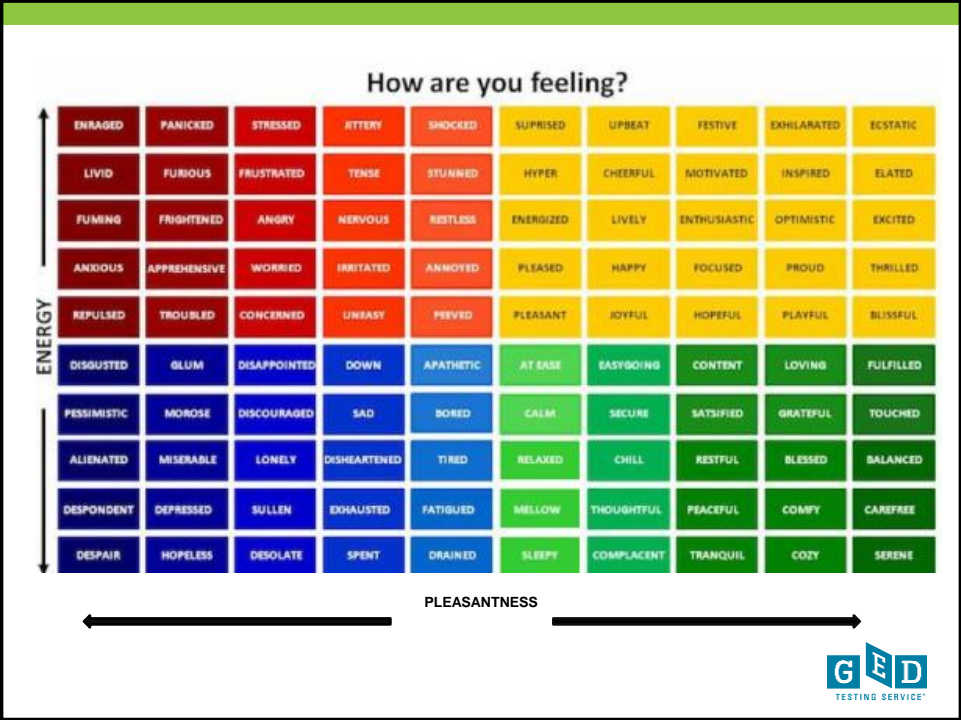 How are you feeling?
ENRAGED PANICKED STRESSED JITTERY SHOCKED SUPRISED UPBEAT FESTIVE EXHILARATED ECSTATIC
LIVID FURIOUS FRUSTRATED TENSE STUNNED HYPER CHEERFUL MOTIVATED INSPIRED ELATED
FUMING FRIGHTENED ANGRY NERVOUS RESTLESS ENERGIZED LIVELY ENTHUSIASTIC OPTIMISTIC EXCITED
ANXIOUS APPREHENSIVE WORRIED IRRITATED ANNOYED PLEASED HAPPY FOCUSED PROUD THRILLED
REPULSED TROUBLED CONCERNED UNEASY PEEVED PLEASANT JOYFUL HOPEFUL PLAYFUL BLISSFUL
ENERGY
DISGUSTED GLUM DISAPPOINTED DOWN APATHETIC AT EASE EASYGOING CONTENT LOVING FULFILLED
PESSIMISTIC MOROSE DISCOURAGED SAD BORED CALM SECURE SATSIFIED GRATEFUL TOUCHED
ALIENATED MISERABLE LONELY DISHEARTENED TIRED RELAXED CHILL RESTFUL BLESSED BALANCED
DESPONDENT DEPRESSED SULLEN EXHAUSTED FATIGUED MELLOW THOUGHTFUL PEACEFUL COMFY CAREFREE
DESPAIR HOPELESS DESOLATE SPENT DRAINED SLEEPY COMPLACENT TRANQUIL COZY SERENE
PLEASANTNESS
GED
TESTING SERVICE®